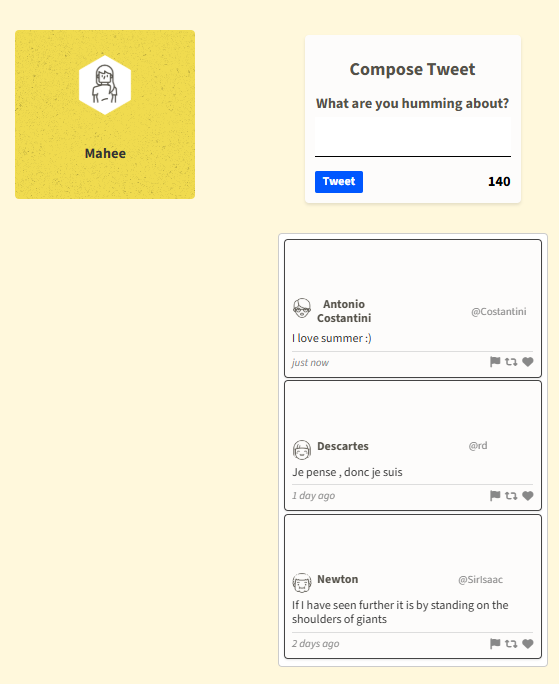 Mahee
Compose Tweet
What are you humming about?
Tweet 140
Antonio
Costantini @Costantini
I love summer :)
just now
Descartes @rd
Je pense , donc je suis
1 day ago
Newton @SirIsaac
If I have seen further it is by standing on the
shoulders of giants
2 days ago